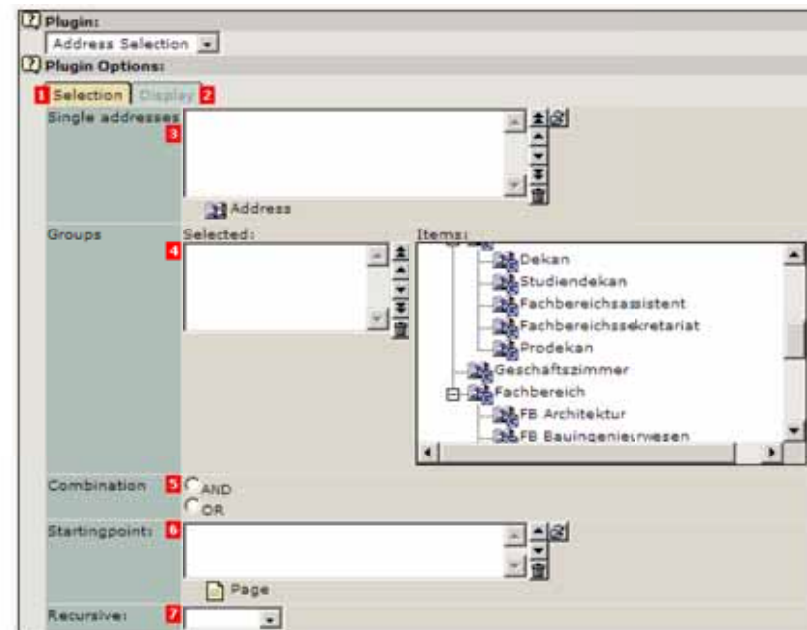 Plugin:
Address Selection
Plugin Options:
1 Selection Display 2
Single addresses
3
Address
Groups Selected: Items:
4
Dekan
Studiendekan
Fachbereichsassistent
Fachbereichssekretariat
Prodekan
Geschäftszimmer
Fachbereich
FB Architektur
FB Bauingenieurwesen
Combination 5 AND
OR
Startingpoint: 6
Page
Recursive: 7